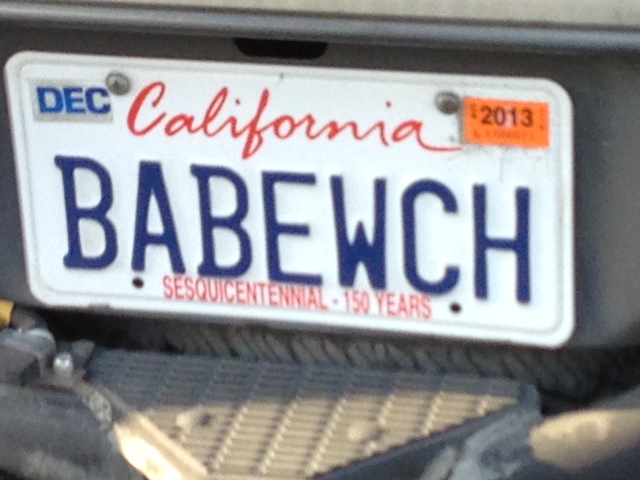 DEC California 2013
BABEWCH
SESQUICENTENNIAL - 150 YEARS